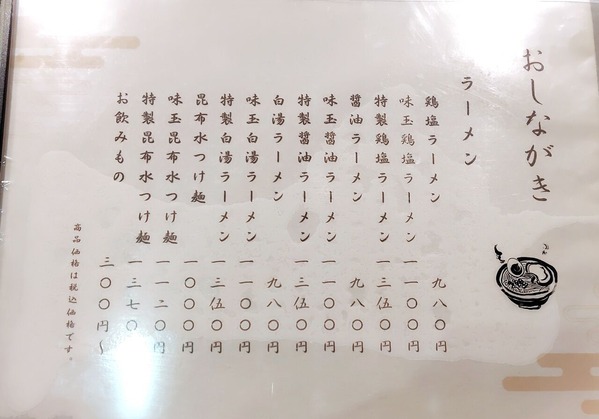 おしながき
ラーメン
鶏塩ラーメン 九八〇円
味玉鶏塩ラーメン 一一〇〇円
特製鶏塩ラーメン 一三伍〇円
醤油ラーメン 九八〇円
味玉醤油ラーメン 一一〇〇円
特製醤油ラーメン 一三伍〇円
白湯ラーメン 九八〇円
味玉白湯ラーメン 一一〇〇円
特製白湯ラーメン 一三伍〇円
昆布水つけ麺 一〇〇〇円
味玉昆布水つけ麺 一一二〇円
特製昆布水つけ麺 一三七〇円
お飲みもの 三〇〇円〜
商品価格は税込価格です。